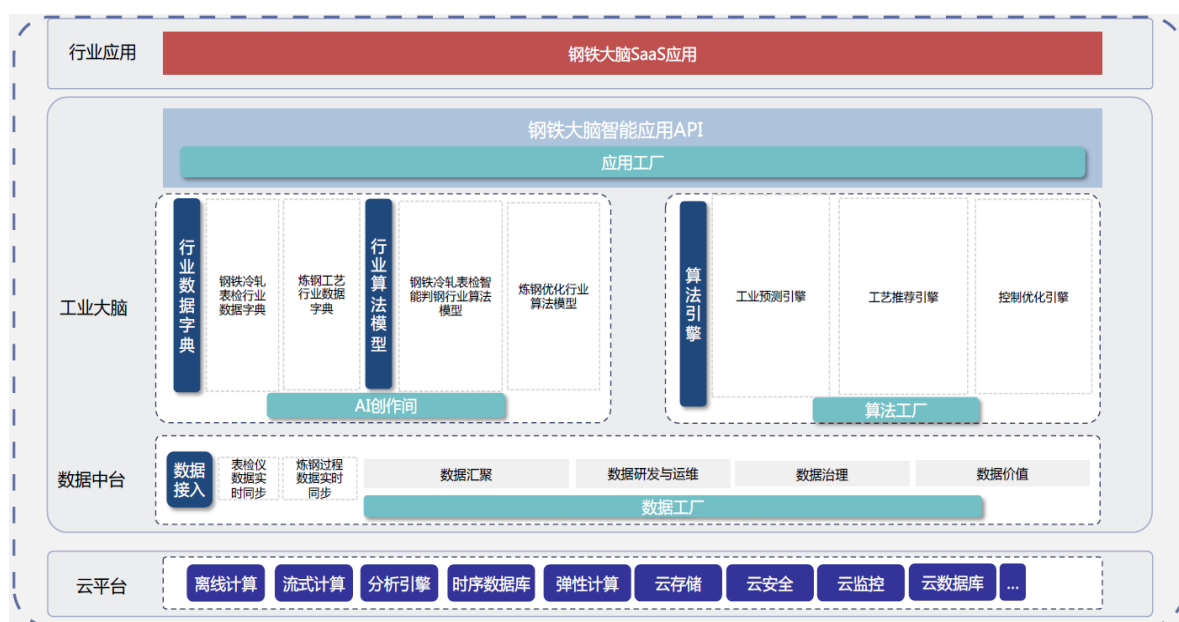 行业应用
钢铁大脑SaaS应用
钢铁大脑智能应用API
应用工厂
工业大脑
行业数据字典
钢铁冷轧
表检行业
数据字典
炼钢工艺
行业数据
字典
行业算法模型
钢铁冷轧表检智
能判钢行业算法
模型
炼钢优化行业
算法模型
AI创作间
算法引擎
工业预测引擎
工艺推荐引擎
控制优化引擎
算法工厂
数据中台
数据
接入
表检仪
数据实
时同步
炼钢过程
数据实时
同步
数据汇聚
数据研发与运维
数据治理
数据价值
数据工厂
云平台
离线计算
流式计算
分析引擎
时序数据库
弹性计算
云存储
云安全
云监控
云数据库
...